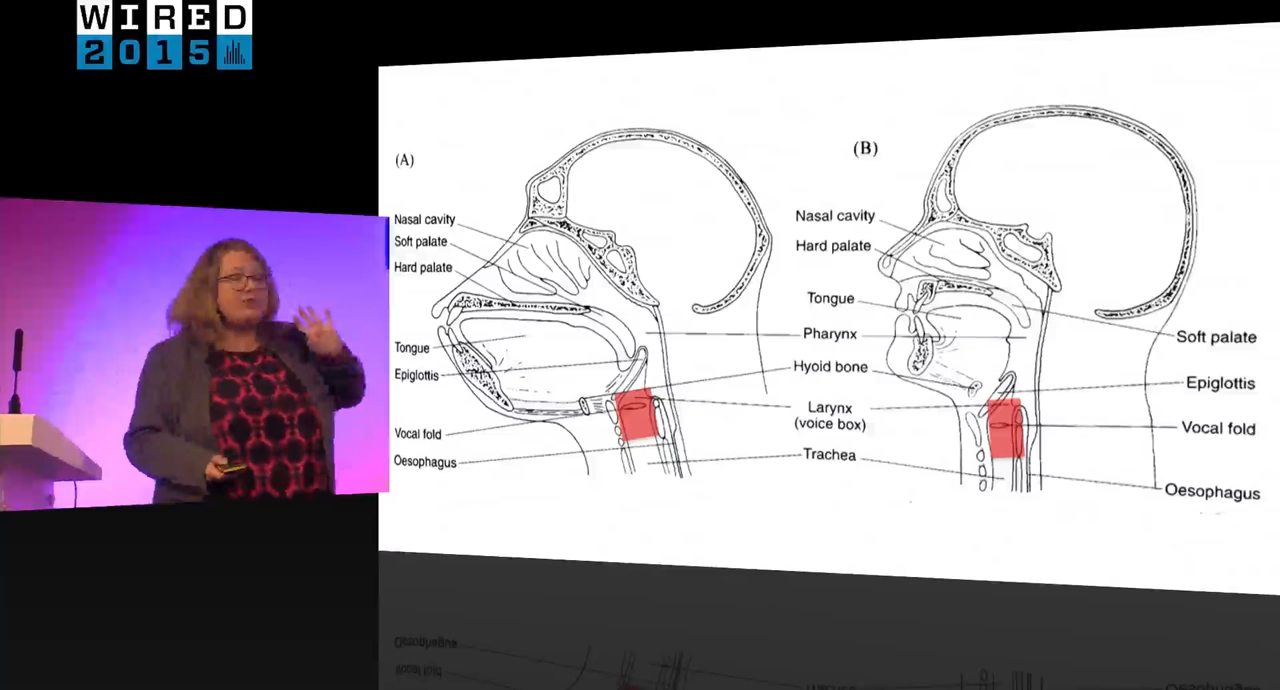 WIRED
2015
(A)
Nasal cavity
Soft palate
Hard palate
Tongue
Epiglottis
Vocal fold
Oesophagus
(B)
Nasal cavity
Hard palate
Tongue
Pharynx
Hyoid bone
Larynx
(voice box)
Trachea
Soft palate
Epiglottis
Vocal fold
Oesophagus